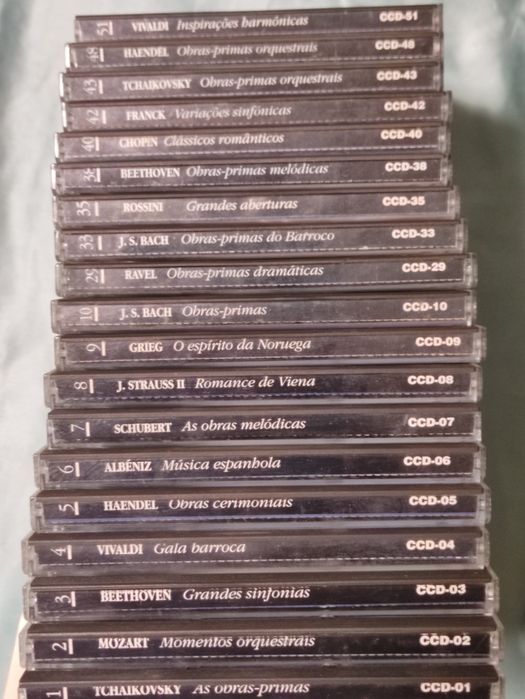 51 VIVALDI Inspirações harmônicas CCD-51
48 HAENDEL Obras-primas orquestrais CCD-48
43 TCHAIKOVSKY Obras-primas orquestrais CCD-43
42 FRANCK Variações sinfônicas CCD-42
40 CHOPIN Clássicos românticos CCD-40
38 BEETHOVEN Obras-primas melódicas CCD-38
35 ROSSINI Grandes aberturas CCD-35
33 J. S. BACH Obras-primas do Barroco CCD-33
29 RAVEL Obras-primas dramáticas CCD-29
10 J. S. BACH Obras-primas CCD-10
9 GRIEG O espírito da Noruega CCD-09
8 J. STRAUSS II Romance de Viena CCD-08
7 SCHUBERT As obras melódicas CCD-07
6 ALBÉNIZ Música espanhola CCD-06
5 HAENDEL Obras cerimoniais CCD-05
4 VIVALDI Gala barroca CCD-04
3 BEETHOVEN Grandes sinfonias CCD-03
2 MOZART Momentos orquestrais CCD-02
1 TCHAIKOVSKY As obras-primas CCD-01